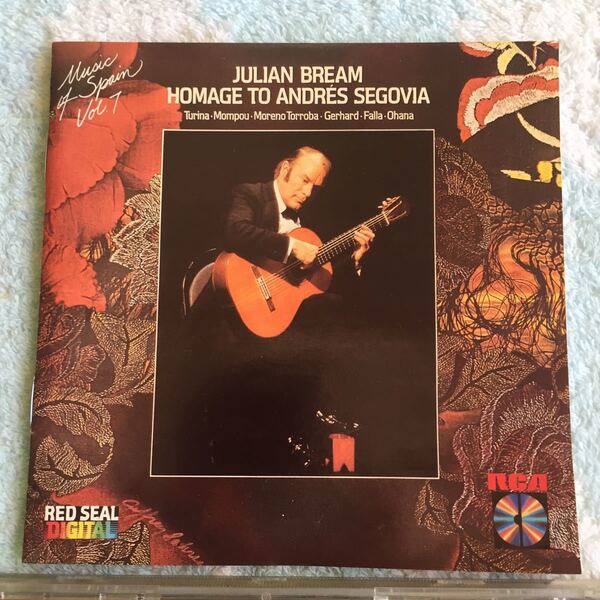 Music
of Spain
Vol. 7
JULIAN BREAM
HOMAGE TO ANDRÉS SEGOVIA
Turina · Mompou · Moreno Torroba · Gerhard · Falla · Ohana
RED SEAL
DIGITAL
RCA